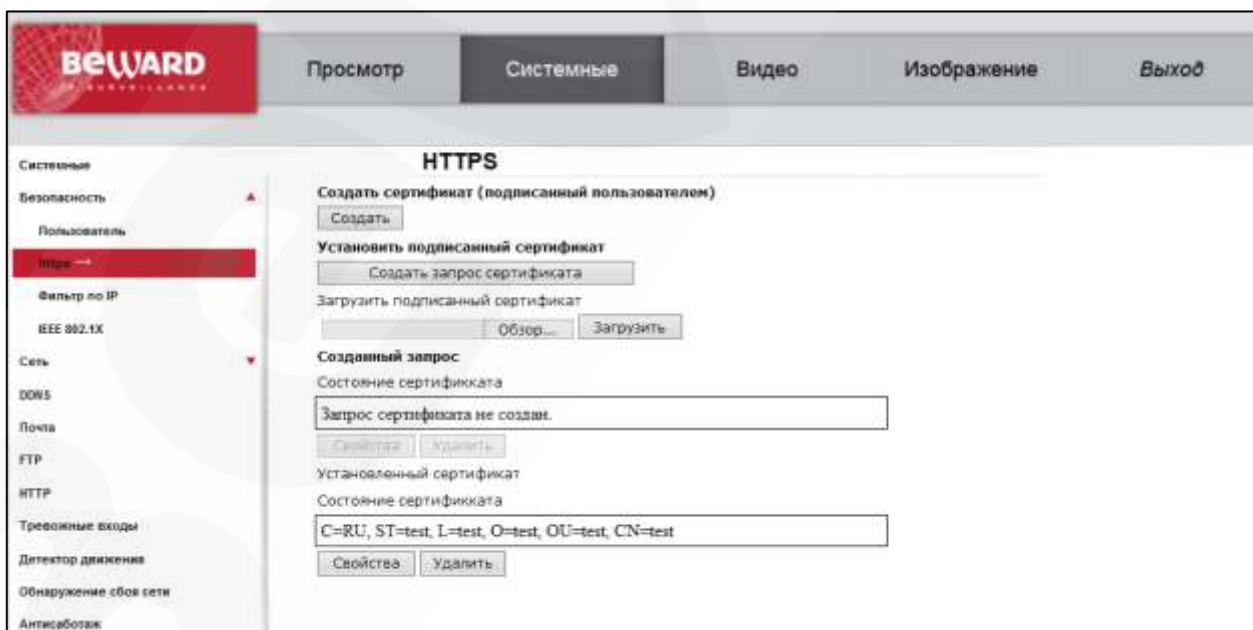 BEWARD
Просмотр
Системные
Видео
Изображение
Выход
Системные
Безопасность
Пользователь
Https →
Фильтр по IP
IEEE 802.1X
Сеть
DDNS
Почта
FTP
HTTP
Тревожные входы
Детектор движения
Обнаружение сбоя сети
Антисаботаж
HTTPS
Создать сертификат (подписанный пользователем)
Создать
Установить подписанный сертификат
Создать запрос сертификата
Загрузить подписанный сертификат
Обзор... Загрузить
Созданный запрос
Состояние сертификката
Запрос сертификата не создан.
Свойства Удалить
Установленный сертификат
Состояние сертификката
C=RU, ST=test, L=test, O=test, OU=test, CN=test
Свойства Удалить